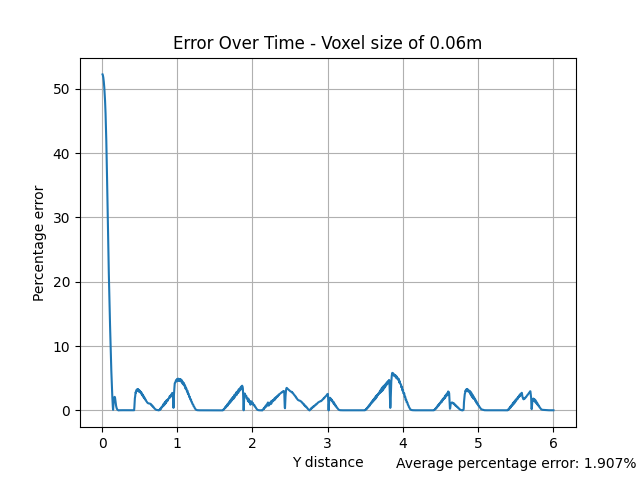 Error Over Time - Voxel size of 0.06m
Percentage error
50
40
30
20
10
0
0 1 2 3 4 5 6
Y distance
Average percentage error: 1.907%